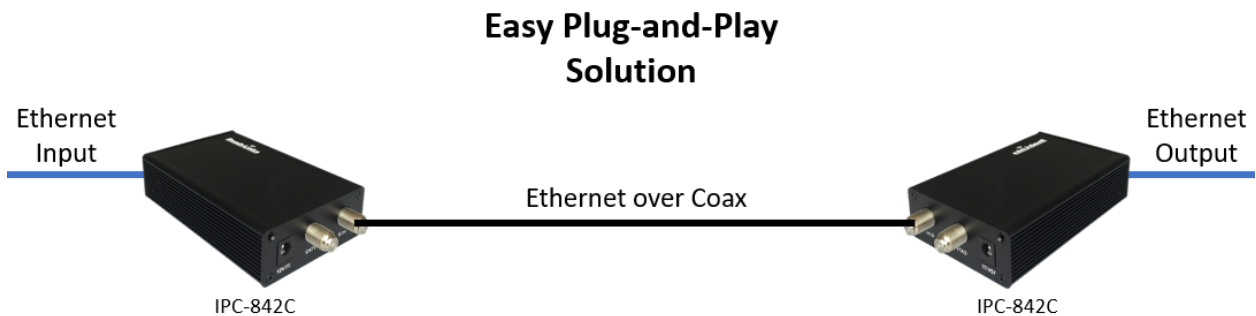 Easy Plug-and-Play
Solution
Ethernet
Input
Ethernet
Output
Ethernet over Coax
IPC-842C
IPC-842C